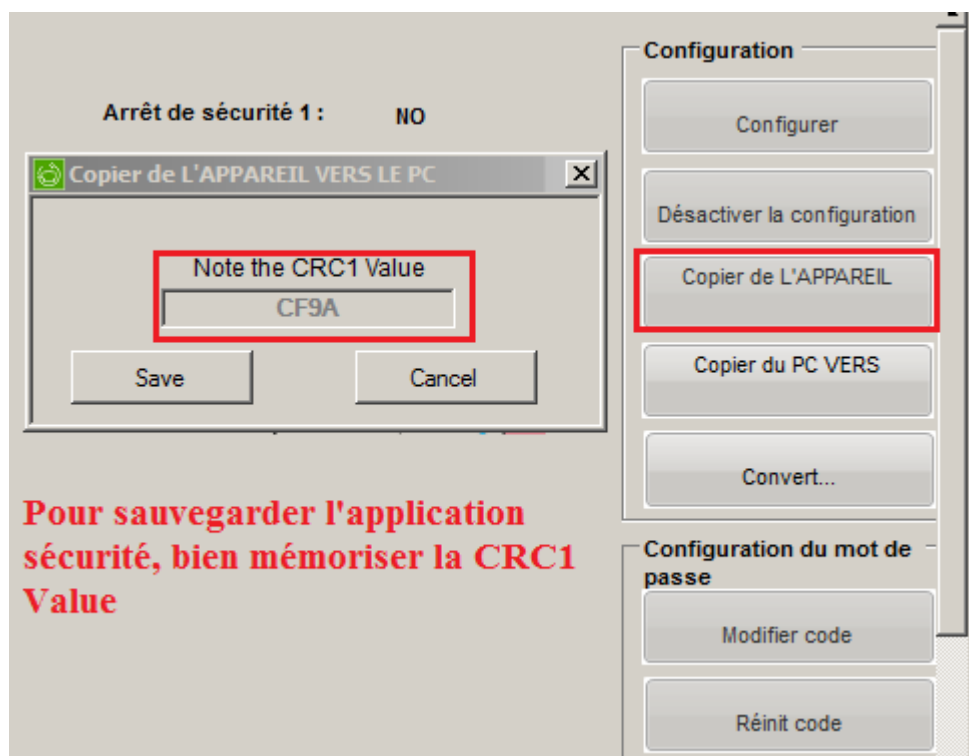 Configuration
Arrêt de sécurité 1 : NO
Configurer
Copier de L'APPAREIL VERS LE PC
Désactiver la configuration
Note the CRC1 Value
CF9A
Copier de L'APPAREIL
Save
Cancel
Copier du PC VERS
Convert...
Pour sauvegarder l'application
sécurité, bien mémoriser la CRC1
Value
Configuration du mot de
passe
Modifier code
Réinit code